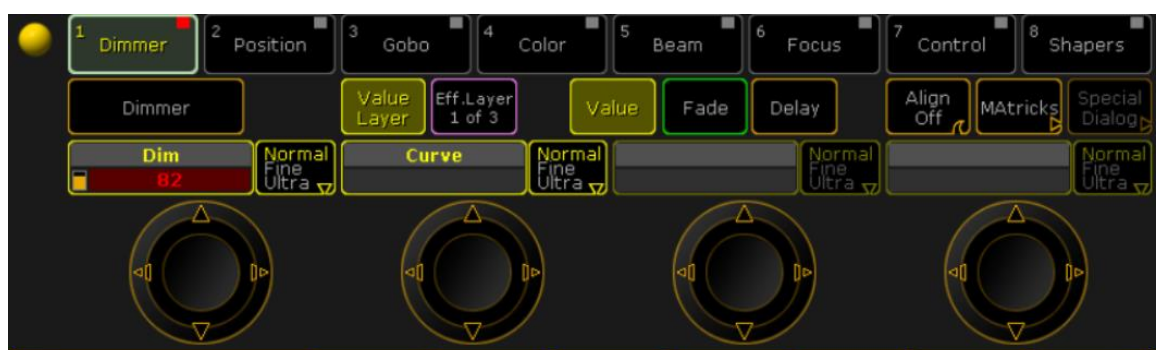 1 Dimmer
2 Position
3 Gobo
4 Color
5 Beam
6 Focus
7 Control
8 Shapers
Dimmer
Value
Layer
Eff.Layer
1 of 3
Value
Fade
Delay
Align
Off
MAtricks
Special
Dialog
Dim
82
Normal
Fine
Ultra
Curve
Normal
Fine
Ultra
Normal
Fine
Ultra
Normal
Fine
Ultra